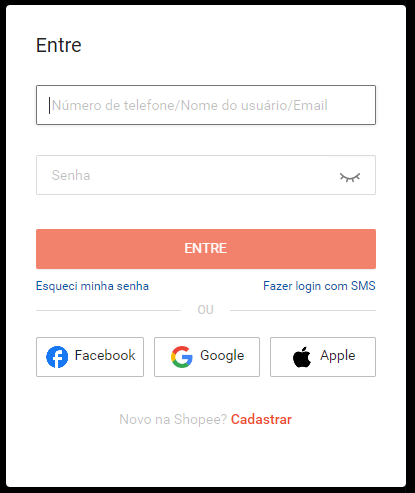 Entre
Número de telefone/Nome do usuário/Email
Senha
ENTRE
Esqueci minha senha Fazer login com SMS
OU
Facebook Google Apple
Novo na Shopee? Cadastrar